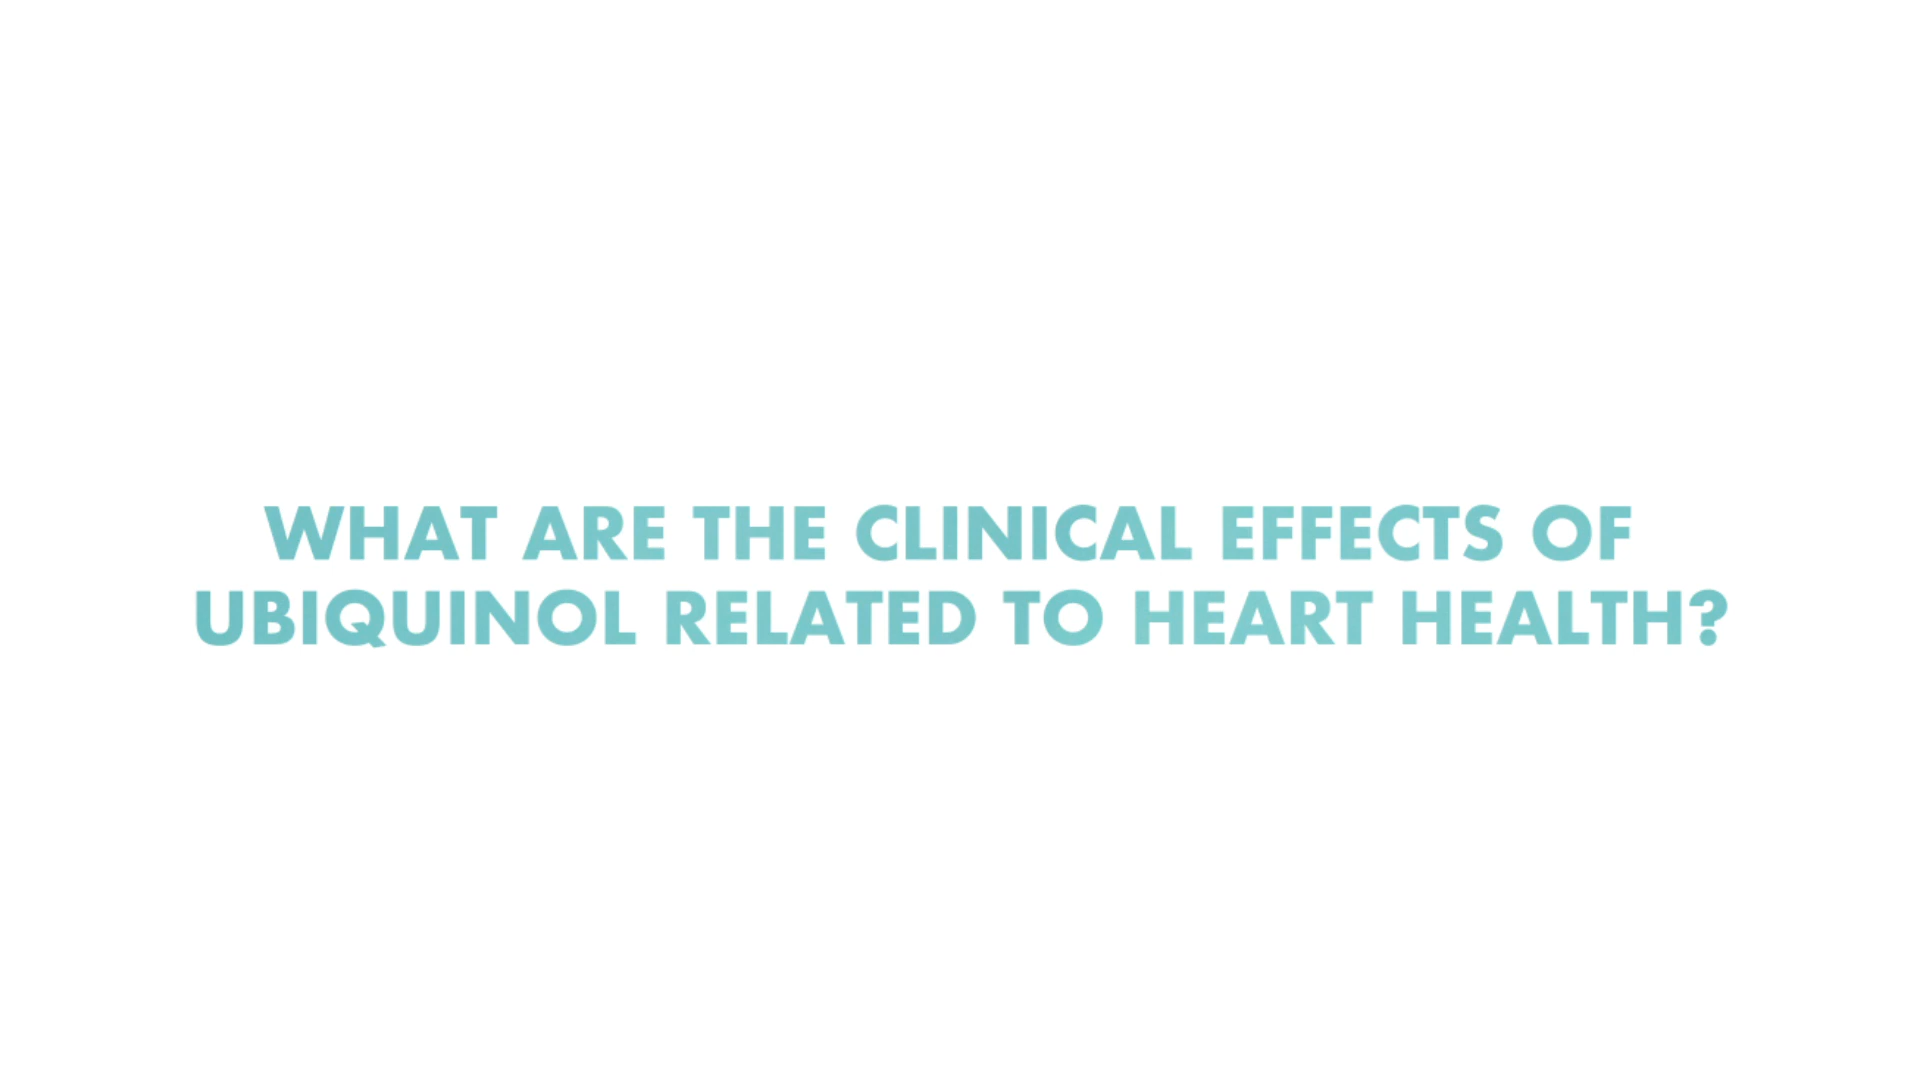 WHAT ARE THE CLINICAL EFFECTS OF
UBIQUINOL RELATED TO HEART HEALTH?